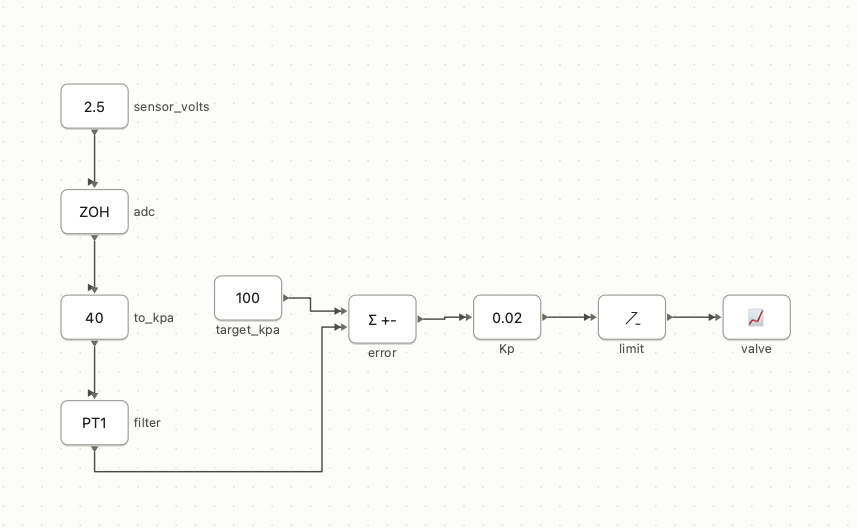 2.5
sensor_volts
ZOH
adc
40
to_kpa
PT1
filter
100
target_kpa
Σ +-
error
0.02
Kp
limit
valve